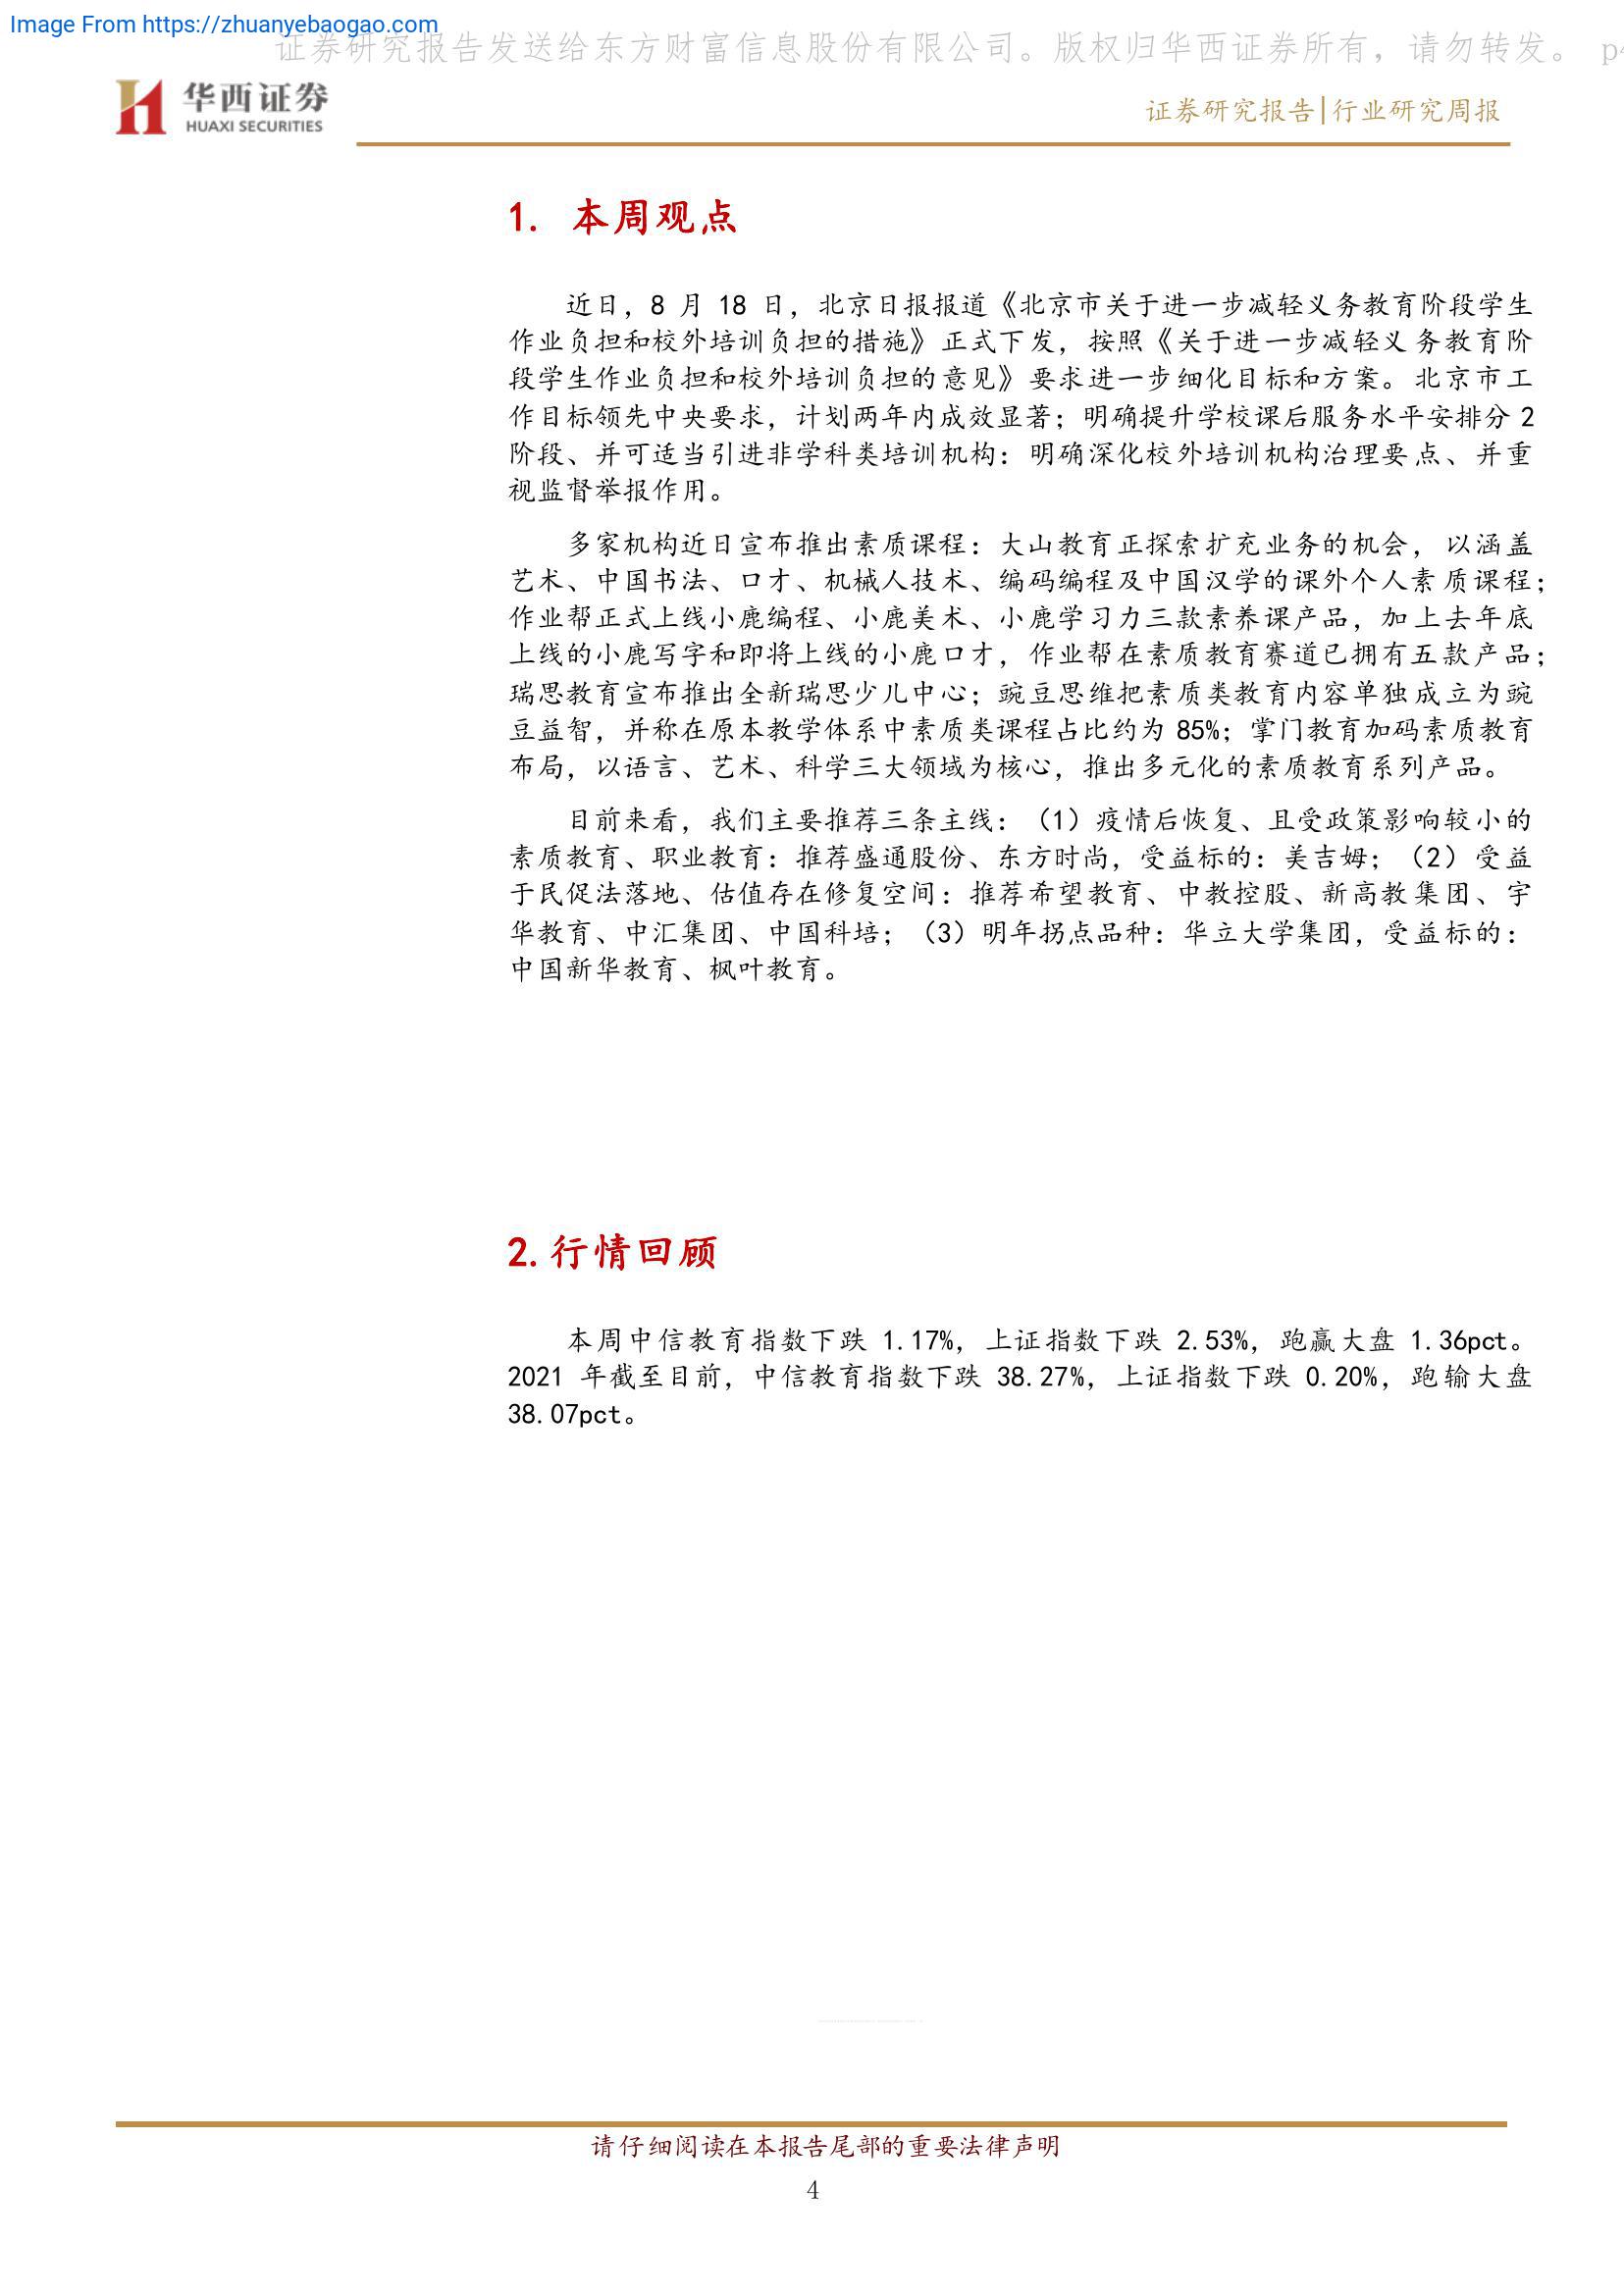 Image From https://zhuanyebaogao.com
证券研究报告发送给东方财富信息股份有限公司。版权归华西证券所有，请勿转发。 p4
华西证券
HUAXI SECURITIES
证券研究报告|行业研究周报
1. 本周观点
近日，8 月 18 日，北京日报报道《北京市关于进一步减轻义务教育阶段学生
作业负担和校外培训负担的措施》正式下发，按照《关于进一步减轻义务教育阶
段学生作业负担和校外培训负担的意见》要求进一步细化目标和方案。北京市工
作目标领先中央要求，计划两年内成效显著；明确提升学校课后服务水平安排分 2
阶段、并可适当引进非学科类培训机构：明确深化校外培训机构治理要点、并重
视监督举报作用。
多家机构近日宣布推出素质课程：大山教育正探索扩充业务的机会，以涵盖
艺术、中国书法、口才、机械人技术、编码编程及中国汉学的课外个人素质课程；
作业帮正式上线小鹿编程、小鹿美术、小鹿学习力三款素养课产品，加上去年底
上线的小鹿写字和即将上线的小鹿口才，作业帮在素质教育赛道已拥有五款产品；
瑞思教育宣布推出全新瑞思少儿中心；豌豆思维把素质类教育内容单独成立为豌
豆益智，并称在原本教学体系中素质类课程占比约为 85%；掌门教育加码素质教育
布局，以语言、艺术、科学三大领域为核心，推出多元化的素质教育系列产品。
目前来看，我们主要推荐三条主线：（1）疫情后恢复、且受政策影响较小的
素质教育、职业教育：推荐盛通股份、东方时尚，受益标的：美吉姆；（2）受益
于民促法落地、估值存在修复空间：推荐希望教育、中教控股、新高教集团、宇
华教育、中汇集团、中国科培；（3）明年拐点品种：华立大学集团，受益标的：
中国新华教育、枫叶教育。
2.行情回顾
本周中信教育指数下跌 1.17%，上证指数下跌 2.53%，跑赢大盘 1.36pct。
2021 年截至目前，中信教育指数下跌 38.27%，上证指数下跌 0.20%，跑输大盘
38.07pct。
请仔细阅读在本报告尾部的重要法律声明
4